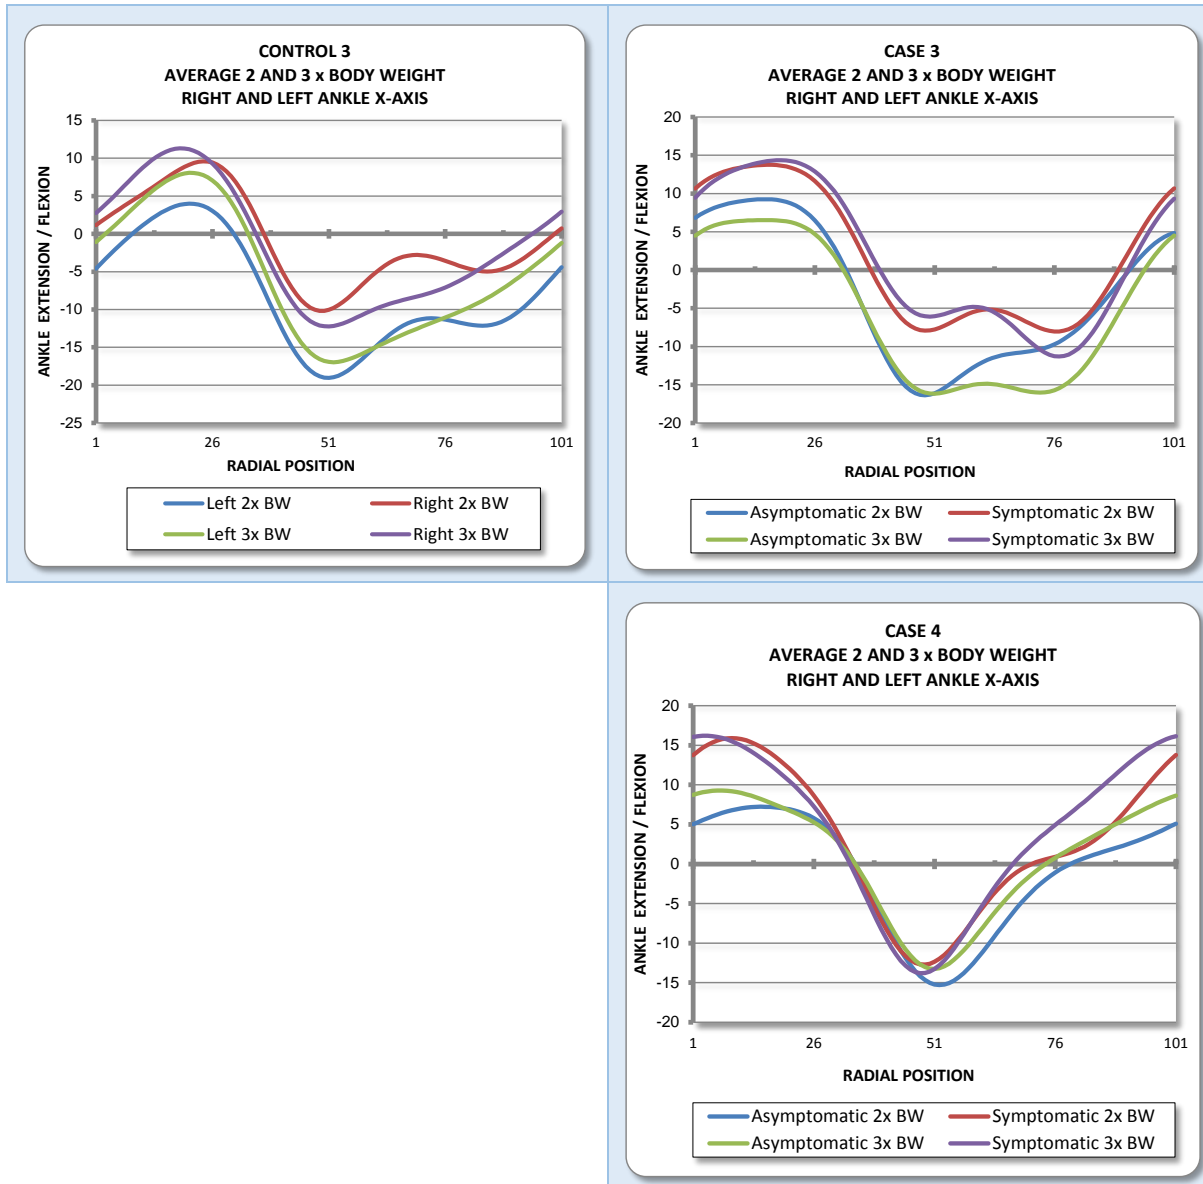 CONTROL 3
AVERAGE 2 AND 3 x BODY WEIGHT
RIGHT AND LEFT ANKLE X-AXIS
ANKLE EXTENSION / FLEXION
15
10
5
0
-5
-10
-15
-20
-25
1 26 51 76 101
RADIAL POSITION
Left 2x BW Right 2x BW
Left 3x BW Right 3x BW
CASE 3
AVERAGE 2 AND 3 x BODY WEIGHT
RIGHT AND LEFT ANKLE X-AXIS
ANKLE EXTENSION / FLEXION
20
15
10
5
0
-5
-10
-15
-20
1 26 51 76 101
RADIAL POSITION
Asymptomatic 2x BW Symptomatic 2x BW
Asymptomatic 3x BW Symptomatic 3x BW
CASE 4
AVERAGE 2 AND 3 x BODY WEIGHT
RIGHT AND LEFT ANKLE X-AXIS
ANKLE EXTENSION / FLEXION
20
15
10
5
0
-5
-10
-15
-20
1 26 51 76 101
RADIAL POSITION
Asymptomatic 2x BW Symptomatic 2x BW
Asymptomatic 3x BW Symptomatic 3x BW